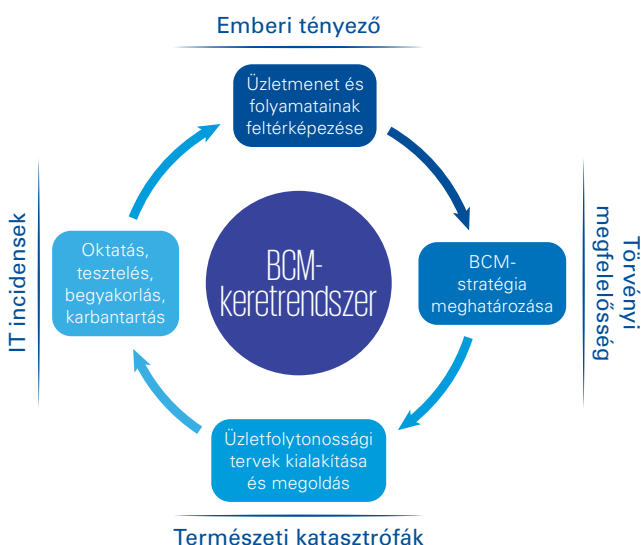 Emberi tényező
Üzletmenet és
folyamatainak
feltérképezése
IT incidensek
Oktatás,
tesztelés,
begyakorlás,
karbantartás
BCM-
keretrendszer
BCM-
stratégia
meghatározása
Törvényi
megfelelősség
Üzletfolytonossági
tervek kialakítása
és megoldás
Természeti katasztrófák